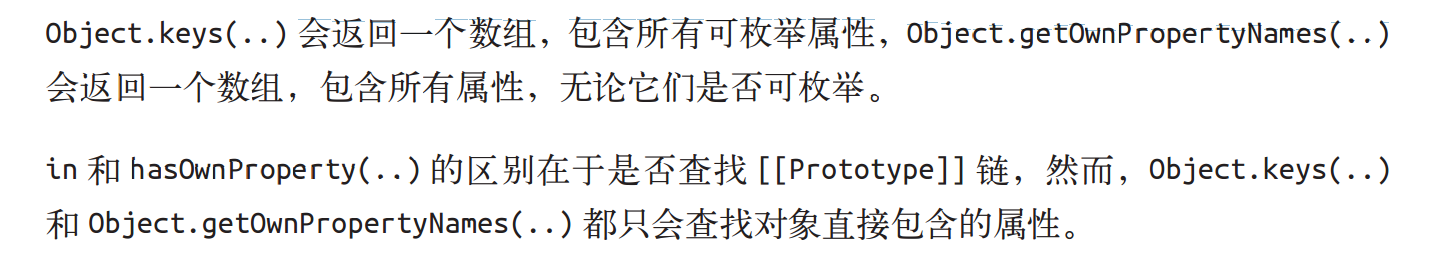 Object.keys(..) 会返回一个数组，包含所有可枚举属性，Object.getOwnPropertyNames(..)
会返回一个数组，包含所有属性，无论它们是否可枚举。
in 和 hasOwnProperty(..) 的区别在于是否查找 [[Prototype]] 链，然而，Object.keys(..)
和 Object.getOwnPropertyNames(..) 都只会查找对象直接包含的属性。